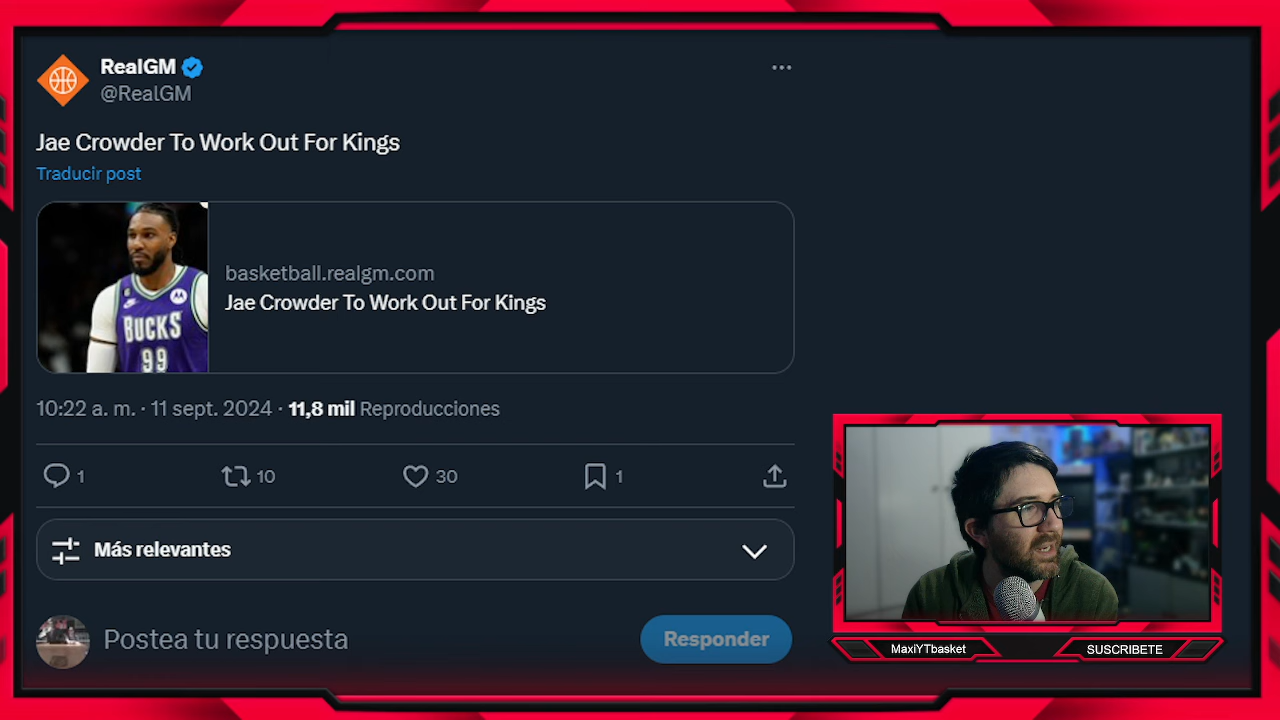 RealGM
@RealGM
Jae Crowder To Work Out For Kings
Traducir post
BUCKS
99
basketball.realgm.com
Jae Crowder To Work Out For Kings
10:22 a. m. · 11 sept. 2024 · 11,8 mil Reproducciones
1 10 30 1
Más relevantes
Postea tu respuesta
Responder
MaxiYTbasket
SUSCRIBETE